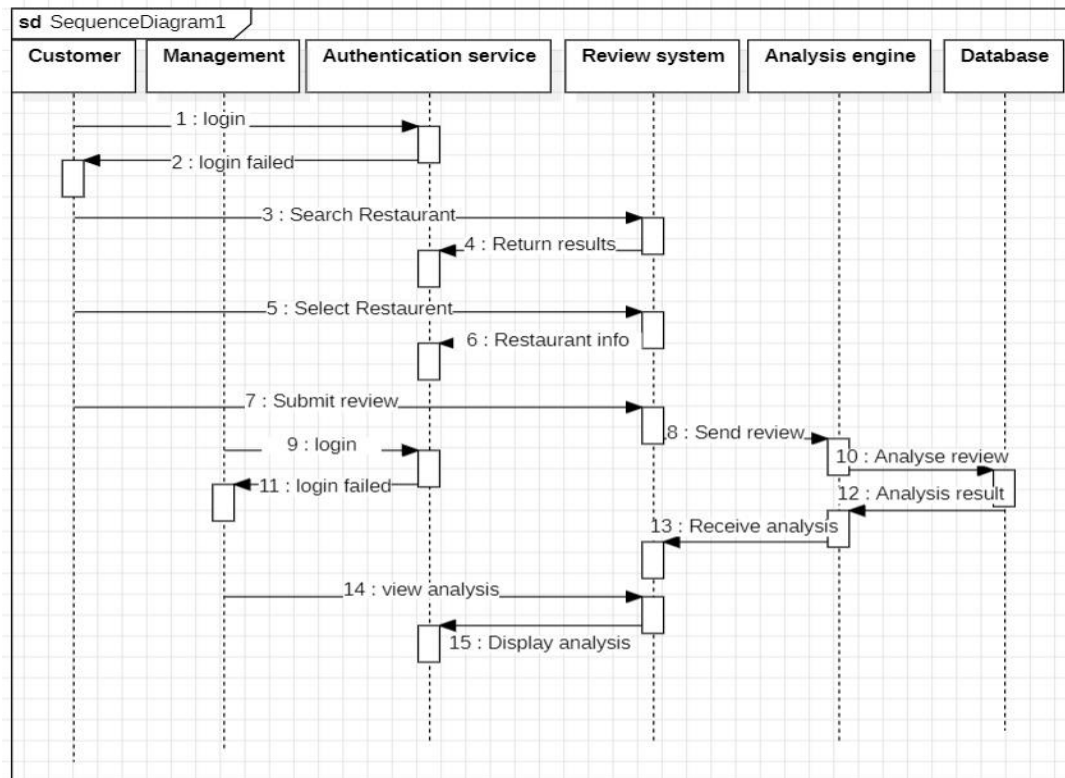 sd SequenceDiagram1
Customer
Management
Authentication service
Review system
Analysis engine
Database
1 : login
2 : login failed
3 : Search Restaurant
4 : Return results
5 : Select Restaurent
6 : Restaurant info
7 : Submit review
8 : Send review
9 : login
10 : Analyse review
11 : login failed
12 : Analysis result
13 : Receive analysis
14 : view analysis
15 : Display analysis